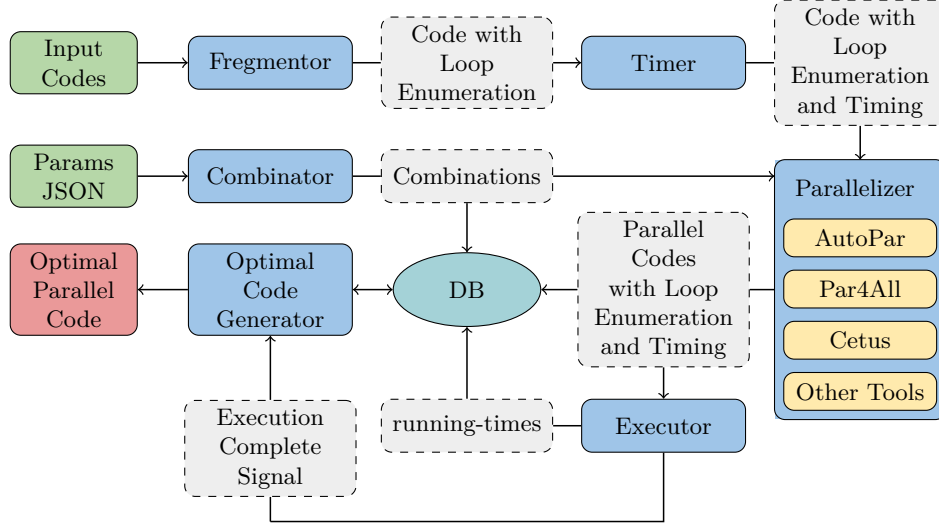 Input
Codes
Fregmentor
Code with
Loop
Enumeration
Timer
Code with
Loop
Enumeration
and Timing
Params
JSON
Combinator
Combinations
Parallelizer
AutoPar
Par4All
Cetus
Other Tools
Optimal
Parallel
Code
Optimal
Code
Generator
DB
Parallel
Codes
with Loop
Enumeration
and Timing
Execution
Complete
Signal
running-times
Executor